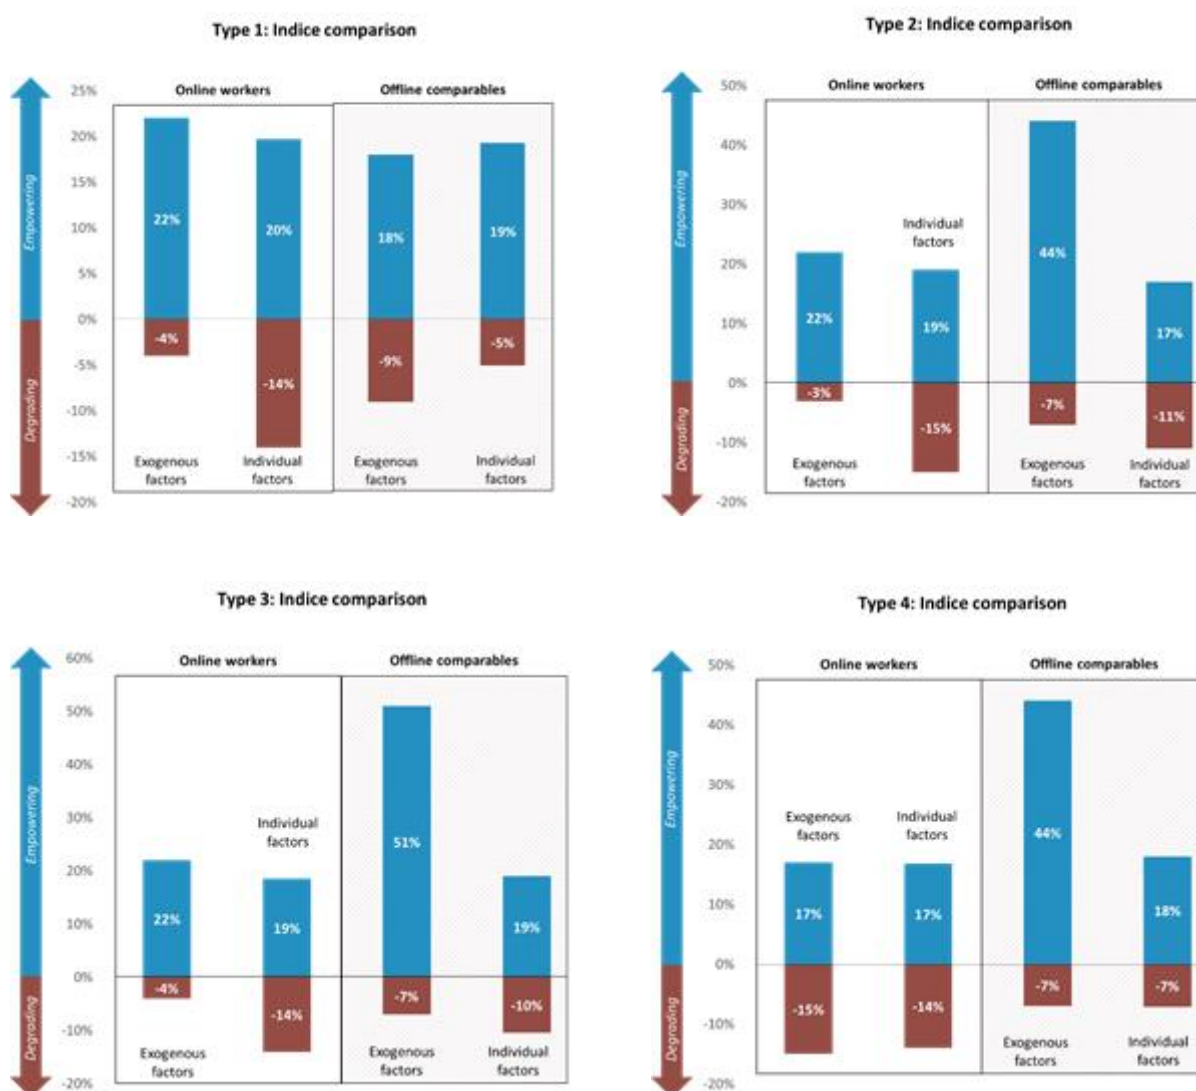 Type 1: Indice comparison
Empowering
Degrading
25%
20%
15%
10%
5%
0%
-5%
-10%
-15%
-20%
Online workers
Offline comparables
22%
20%
18%
19%
-4%
-14%
-9%
-5%
Exogenous
factors
Individual
factors
Exogenous
factors
Individual
factors
Type 2: Indice comparison
Empowering
Degrading
50%
40%
30%
20%
10%
0%
-10%
-20%
Online workers
Offline comparables
Individual
factors
22%
19%
44%
17%
-3%
-15%
-7%
-11%
Exogenous
factors
Exogenous
factors
Individual
factors
Type 3: Indice comparison
Empowering
Degrading
60%
50%
40%
30%
20%
10%
0%
-10%
-20%
Online workers
Offline comparables
Individual
factors
22%
19%
51%
19%
-4%
-14%
-7%
-10%
Exogenous
factors
Exogenous
factors
Individual
factors
Type 4: Indice comparison
Empowering
Degrading
50%
40%
30%
20%
10%
0%
-10%
-20%
Online workers
Offline comparables
Exogenous
factors
Individual
factors
17%
17%
44%
18%
-15%
-14%
-7%
-7%
Exogenous
factors
Individual
factors